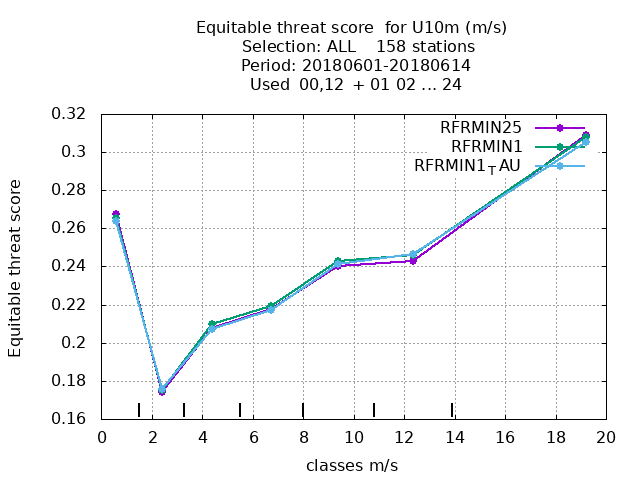 Equitable threat score  for U10m (m/s)
Selection: ALL    158 stations
Period: 20180601-20180614
Used  00,12  + 01 02 ... 24
Equitable threat score
0.32
0.3
0.28
0.26
0.24
0.22
0.2
0.18
0.16
RFRMIN25
RFRMIN1
RFRMIN1TAU
0 2 4 6 8 10 12 14 16 18 20
classes m/s